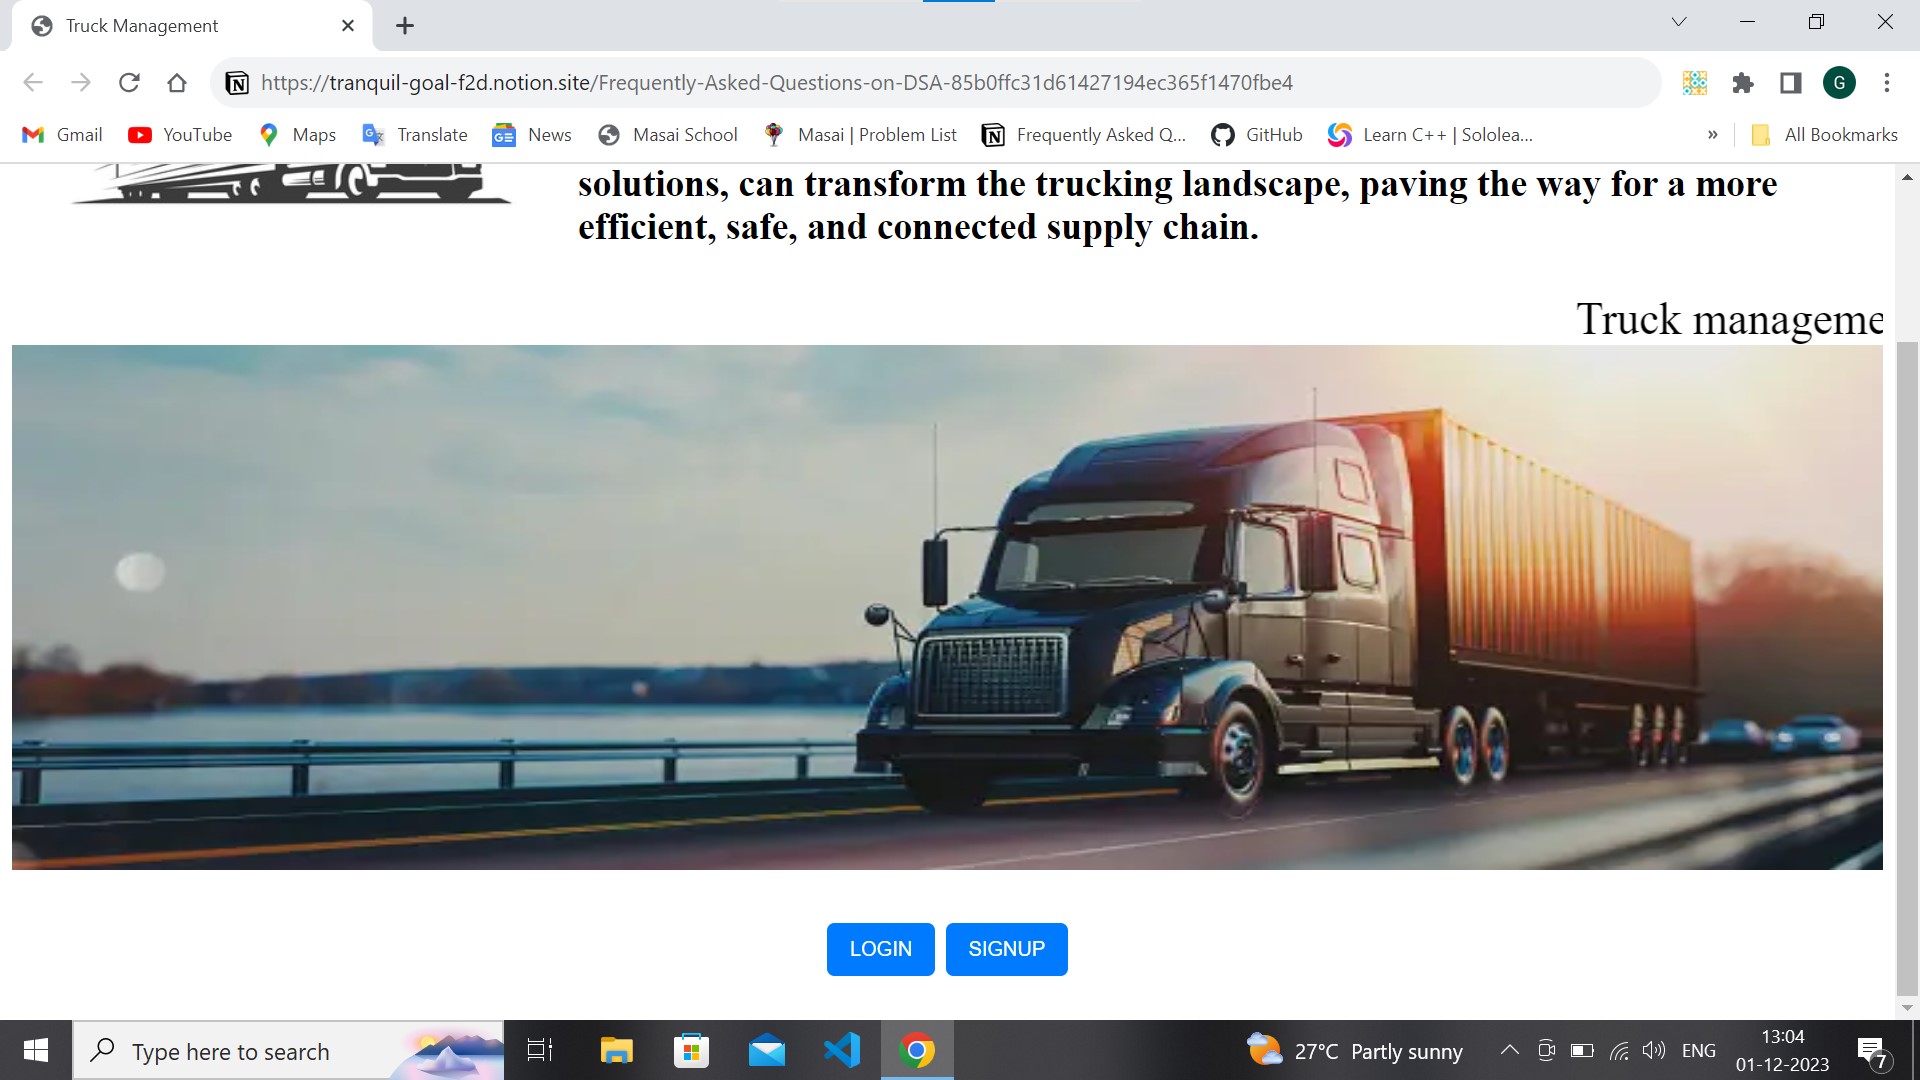 Truck Management
https://tranquil-goal-f2d.notion.site/Frequently-Asked-Questions-on-DSA-85b0ffc31d61427194ec365f1470fbe4
G
Gmail YouTube Maps Translate News Masai School Masai | Problem List Frequently Asked Q... GitHub Learn C++ | Sololea... » All Bookmarks
solutions, can transform the trucking landscape, paving the way for a more
efficient, safe, and connected supply chain.
Truck manageme
LOGIN SIGNUP
Type here to search
27°C Partly sunny
ENG
13:04
01-12-2023
7